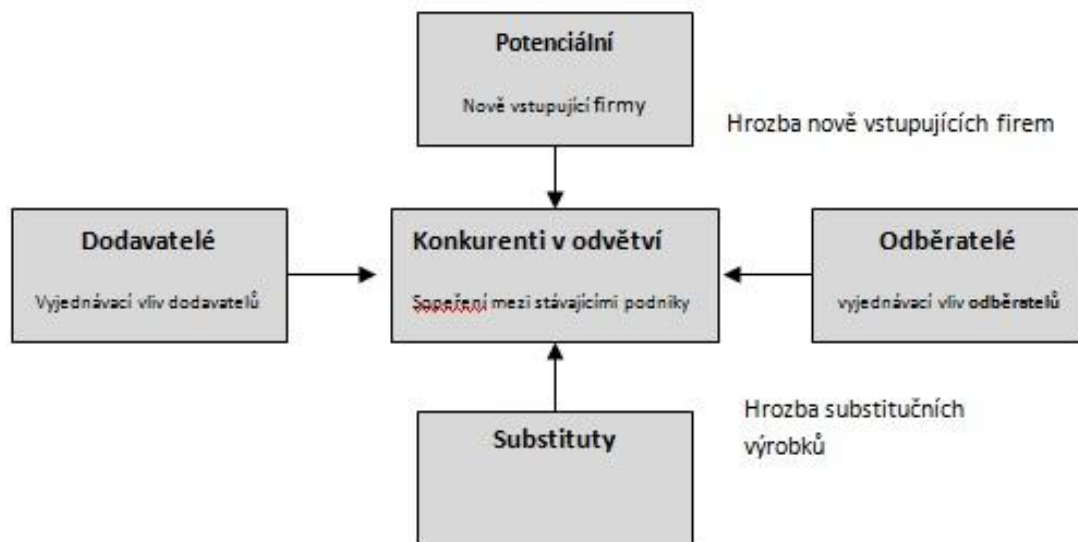 Potenciální
Nově vstupující firmy
Hrozba nově vstupujících firem
Dodavatelé
Vyjednávací vliv dodavatelů
Konkurenti v odvětví
Sopeření mezi stávajícími podniky
Odběratelé
vyjednávací vliv odběratelů
Substituty
Hrozba substitučních
výrobků